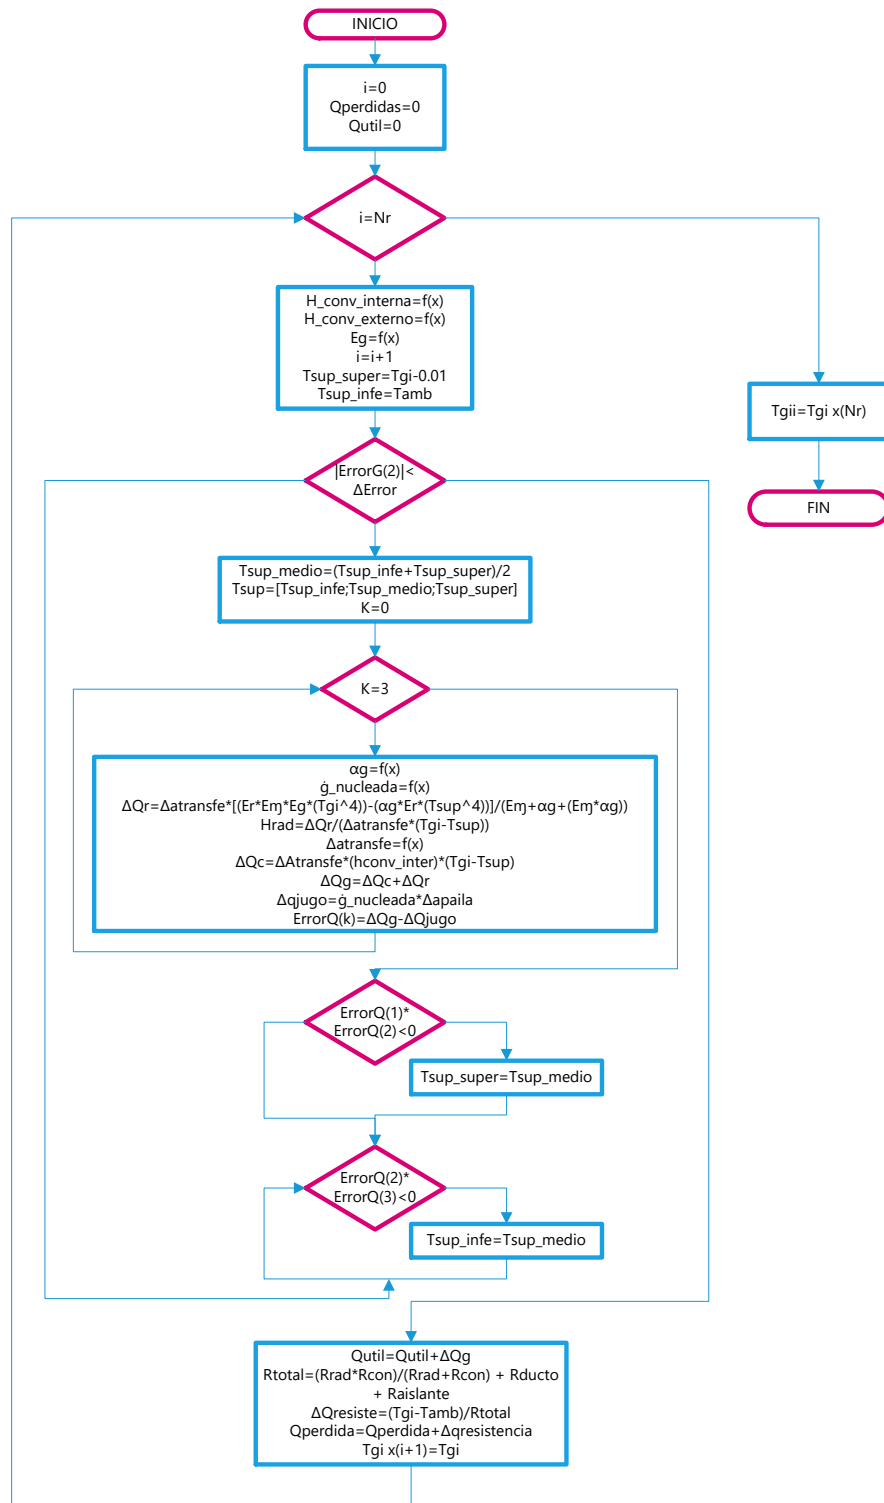 INICIO
i=0
Qperdidas=0
Qutil=0
i=Nr
H_conv_interna=f(x)
H_conv_externo=f(x)
Eg=f(x)
i=i+1
Tsup_super=Tgi-0.01
Tsup_infe=Tamb
Tgii=Tgi x(Nr)
FIN
|ErrorG(2)|<
ΔError
Tsup_medio=(Tsup_infe+Tsup_super)/2
Tsup=[Tsup_infe;Tsup_medio;Tsup_super]
K=0
K=3
αg=f(x)
ġ_nucleada=f(x)
ΔQr=Δatransfe*[(Er*Eɱ*Eg*(Tgi^4))-(αg*Er*(Tsup^4))]/(Eɱ+αg+(Eɱ*αg))
Hrad=ΔQr/(Δatransfe*(Tgi-Tsup))
Δatransfe=f(x)
ΔQc=ΔAtransfe*(hconv_inter)*(Tgi-Tsup)
ΔQg=ΔQc+ΔQr
Δqjugo=ġ_nucleada*Δapaila
ErrorQ(k)=ΔQg-ΔQjugo
ErrorQ(1)*
ErrorQ(2)<0
Tsup_super=Tsup_medio
ErrorQ(2)*
ErrorQ(3)<0
Tsup_infe=Tsup_medio
Qutil=Qutil+ΔQg
Rtotal=(Rrad*Rcon)/(Rrad+Rcon) + Rducto
+ Raislante
ΔQresiste=(Tgi-Tamb)/Rtotal
Qperdida=Qperdida+Δqresistencia
Tgi x(i+1)=Tgi